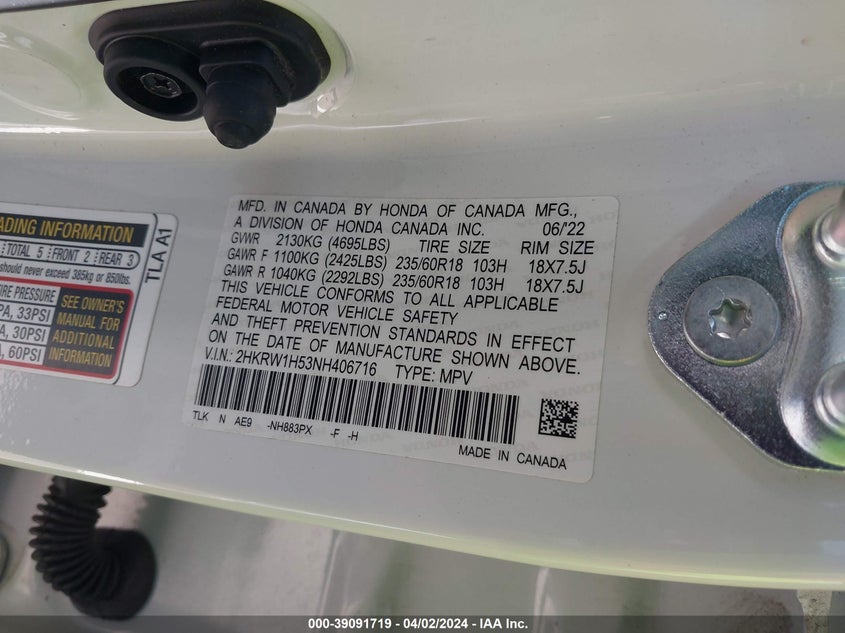 ADING INFORMATION
TOTAL 5 FRONT 2 REAR 3
should never exceed 385kg or 850lbs.
TIRE PRESSURE
PA, 33PSI
A, 30PSI
A, 60PSI
SEE OWNER'S
MANUAL FOR
ADDITIONAL
INFORMATION
TLA A1
MFD. IN CANADA BY HONDA OF CANADA MFG.,
A DIVISION OF HONDA CANADA INC. 06/'22
GVWR 2130KG (4695LBS) TIRE SIZE RIM SIZE
GAWR F 1100KG (2425LBS) 235/60R18 103H 18X7.5J
GAWR R 1040KG (2292LBS) 235/60R18 103H 18X7.5J
THIS VEHICLE CONFORMS TO ALL APPLICABLE
FEDERAL MOTOR VEHICLE SAFETY
AND THEFT PREVENTION STANDARDS IN EFFECT
ON THE DATE OF MANUFACTURE SHOWN ABOVE.
V.I.N.: 2HKRW1H53NH406716 TYPE: MPV
TLK N AE9 -NH883PX -F -H
MADE IN CANADA
000-39091719 - 04/02/2024 - IAA Inc.